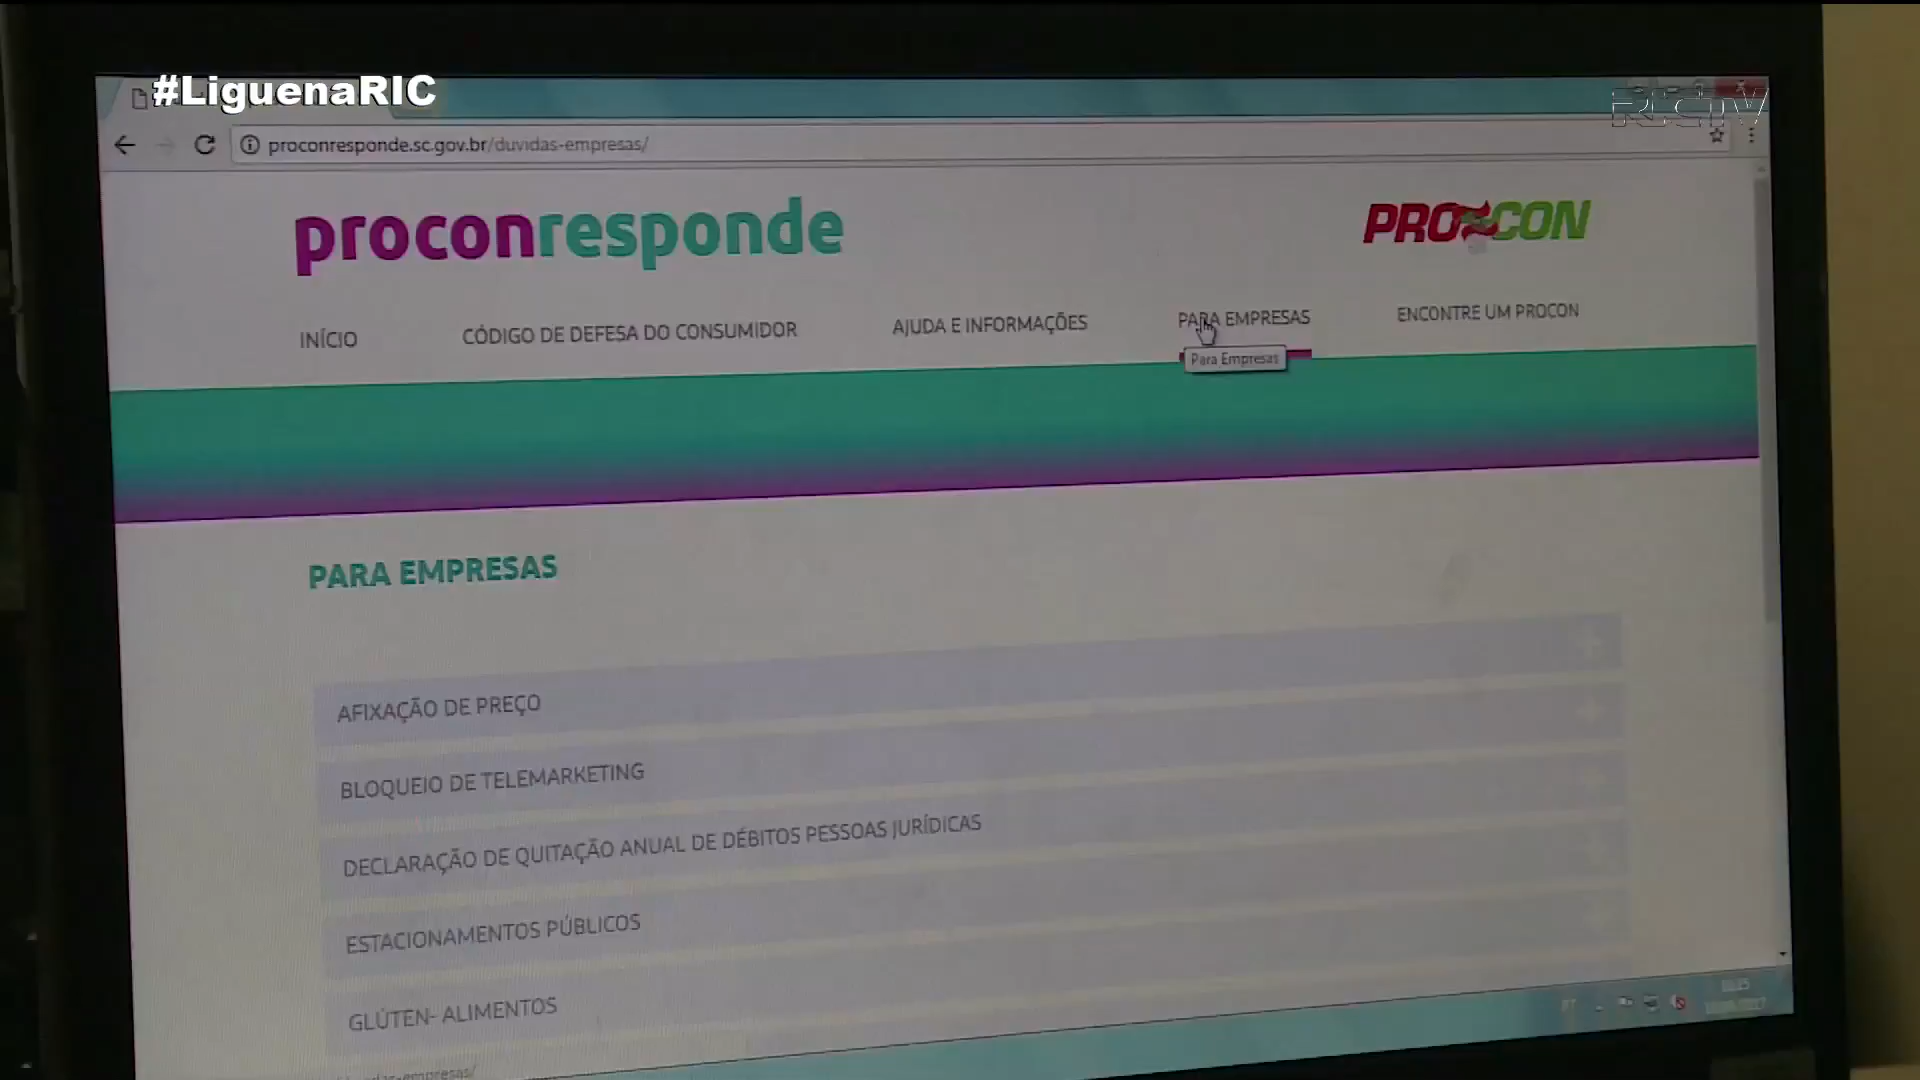 #LiguenaRIC
RICTV
proconresponde.sc.gov.br/duvidas-empresas/
proconresponde
PROCON
INÍCIO
CÓDIGO DE DEFESA DO CONSUMIDOR
AJUDA E INFORMAÇÕES
PARA EMPRESAS
ENCONTRE UM PROCON
Para Empresas
PARA EMPRESAS
AFIXAÇÃO DE PREÇO
BLOQUEIO DE TELEMARKETING
DECLARAÇÃO DE QUITAÇÃO ANUAL DE DÉBITOS PESSOAS JURÍDICAS
ESTACIONAMENTOS PÚBLICOS
GLÚTEN- ALIMENTOS
PT